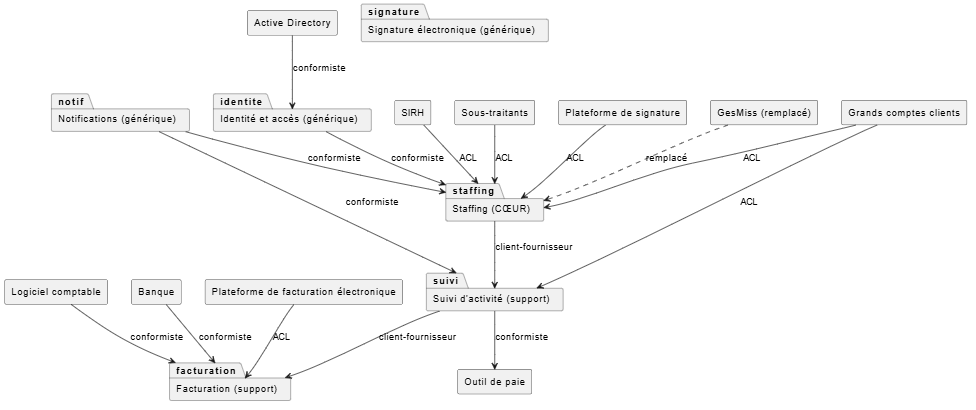 signature
Active Directory
Signature électronique (générique)
conformiste
notif
identite
Notifications (générique)
Identité et accès (générique)
SIRH
Sous-traitants
Plateforme de signature
GesMiss (remplacé)
Grands comptes clients
conformiste
conformiste
ACL
ACL
ACL
remplacé
ACL
staffing
Staffing (CŒUR)
conformiste
ACL
client-fournisseur
suivi
Logiciel comptable
Banque
Plateforme de facturation électronique
Suivi d'activité (support)
conformiste
conformiste
ACL
client-fournisseur
conformiste
facturation
Facturation (support)
Outil de paie